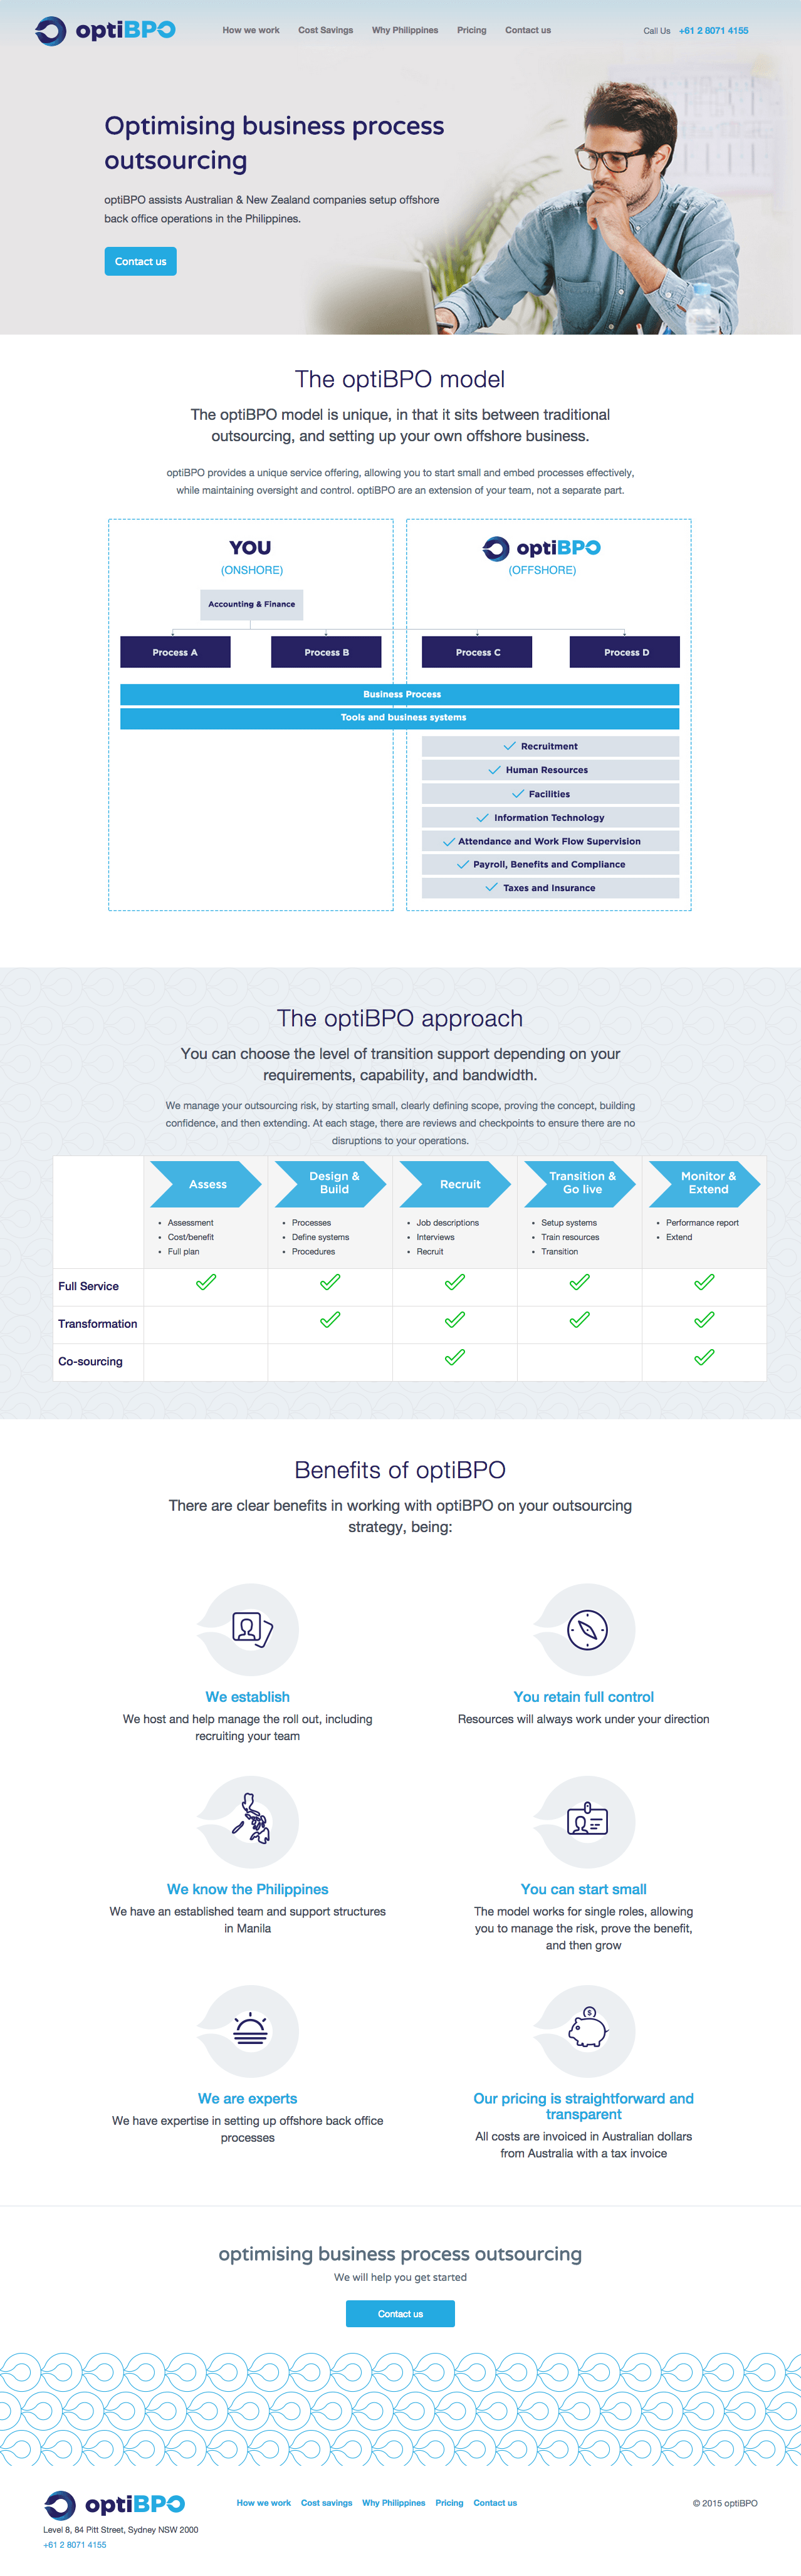 optiBPO
How we work
Cost Savings
Why Philippines
Pricing
Contact us
Call Us +61 2 8071 4155
Optimising business process
outsourcing
optiBPO assists Australian & New Zealand companies setup offshore
back office operations in the Philippines.
Contact us
The optiBPO model
The optiBPO model is unique, in that it sits between traditional
outsourcing, and setting up your own offshore business.
optiBPO provides a unique service offering, allowing you to start small and embed processes effectively,
while maintaining oversight and control. optiBPO are an extension of your team, not a separate part.
YOU
(ONSHORE)
optiBPO
(OFFSHORE)
Accounting & Finance
Process A
Process B
Process C
Process D
Business Process
Tools and business systems
Recruitment
Human Resources
Facilities
Information Technology
Attendance and Work Flow Supervision
Payroll, Benefits and Compliance
Taxes and Insurance
The optiBPO approach
You can choose the level of transition support depending on your
requirements, capability, and bandwidth.
We manage your outsourcing risk, by starting small, clearly defining scope, proving the concept, building
confidence, and then extending. At each stage, there are reviews and checkpoints to ensure there are no
disruptions to your operations.
Assess
Design &
Build
Recruit
Transition &
Go live
Monitor &
Extend
• Assessment
• Cost/benefit
• Full plan
• Processes
• Define systems
• Procedures
• Job descriptions
• Interviews
• Recruit
• Setup systems
• Train resources
• Transition
• Performance report
• Extend
Full Service
Transformation
Co-sourcing
Benefits of optiBPO
There are clear benefits in working with optiBPO on your outsourcing
strategy, being:
We establish
We host and help manage the roll out, including
recruiting your team
You retain full control
Resources will always work under your direction
We know the Philippines
We have an established team and support structures
in Manila
You can start small
The model works for single roles, allowing
you to manage the risk, prove the benefit,
and then grow
We are experts
We have expertise in setting up offshore back office
processes
$
Our pricing is straightforward and
transparent
All costs are invoiced in Australian dollars
from Australia with a tax invoice
optimising business process outsourcing
We will help you get started
Contact us
optiBPO
Level 8, 84 Pitt Street, Sydney NSW 2000
+61 2 8071 4155
How we work
Cost savings
Why Philippines
Pricing
Contact us
© 2015 optiBPO